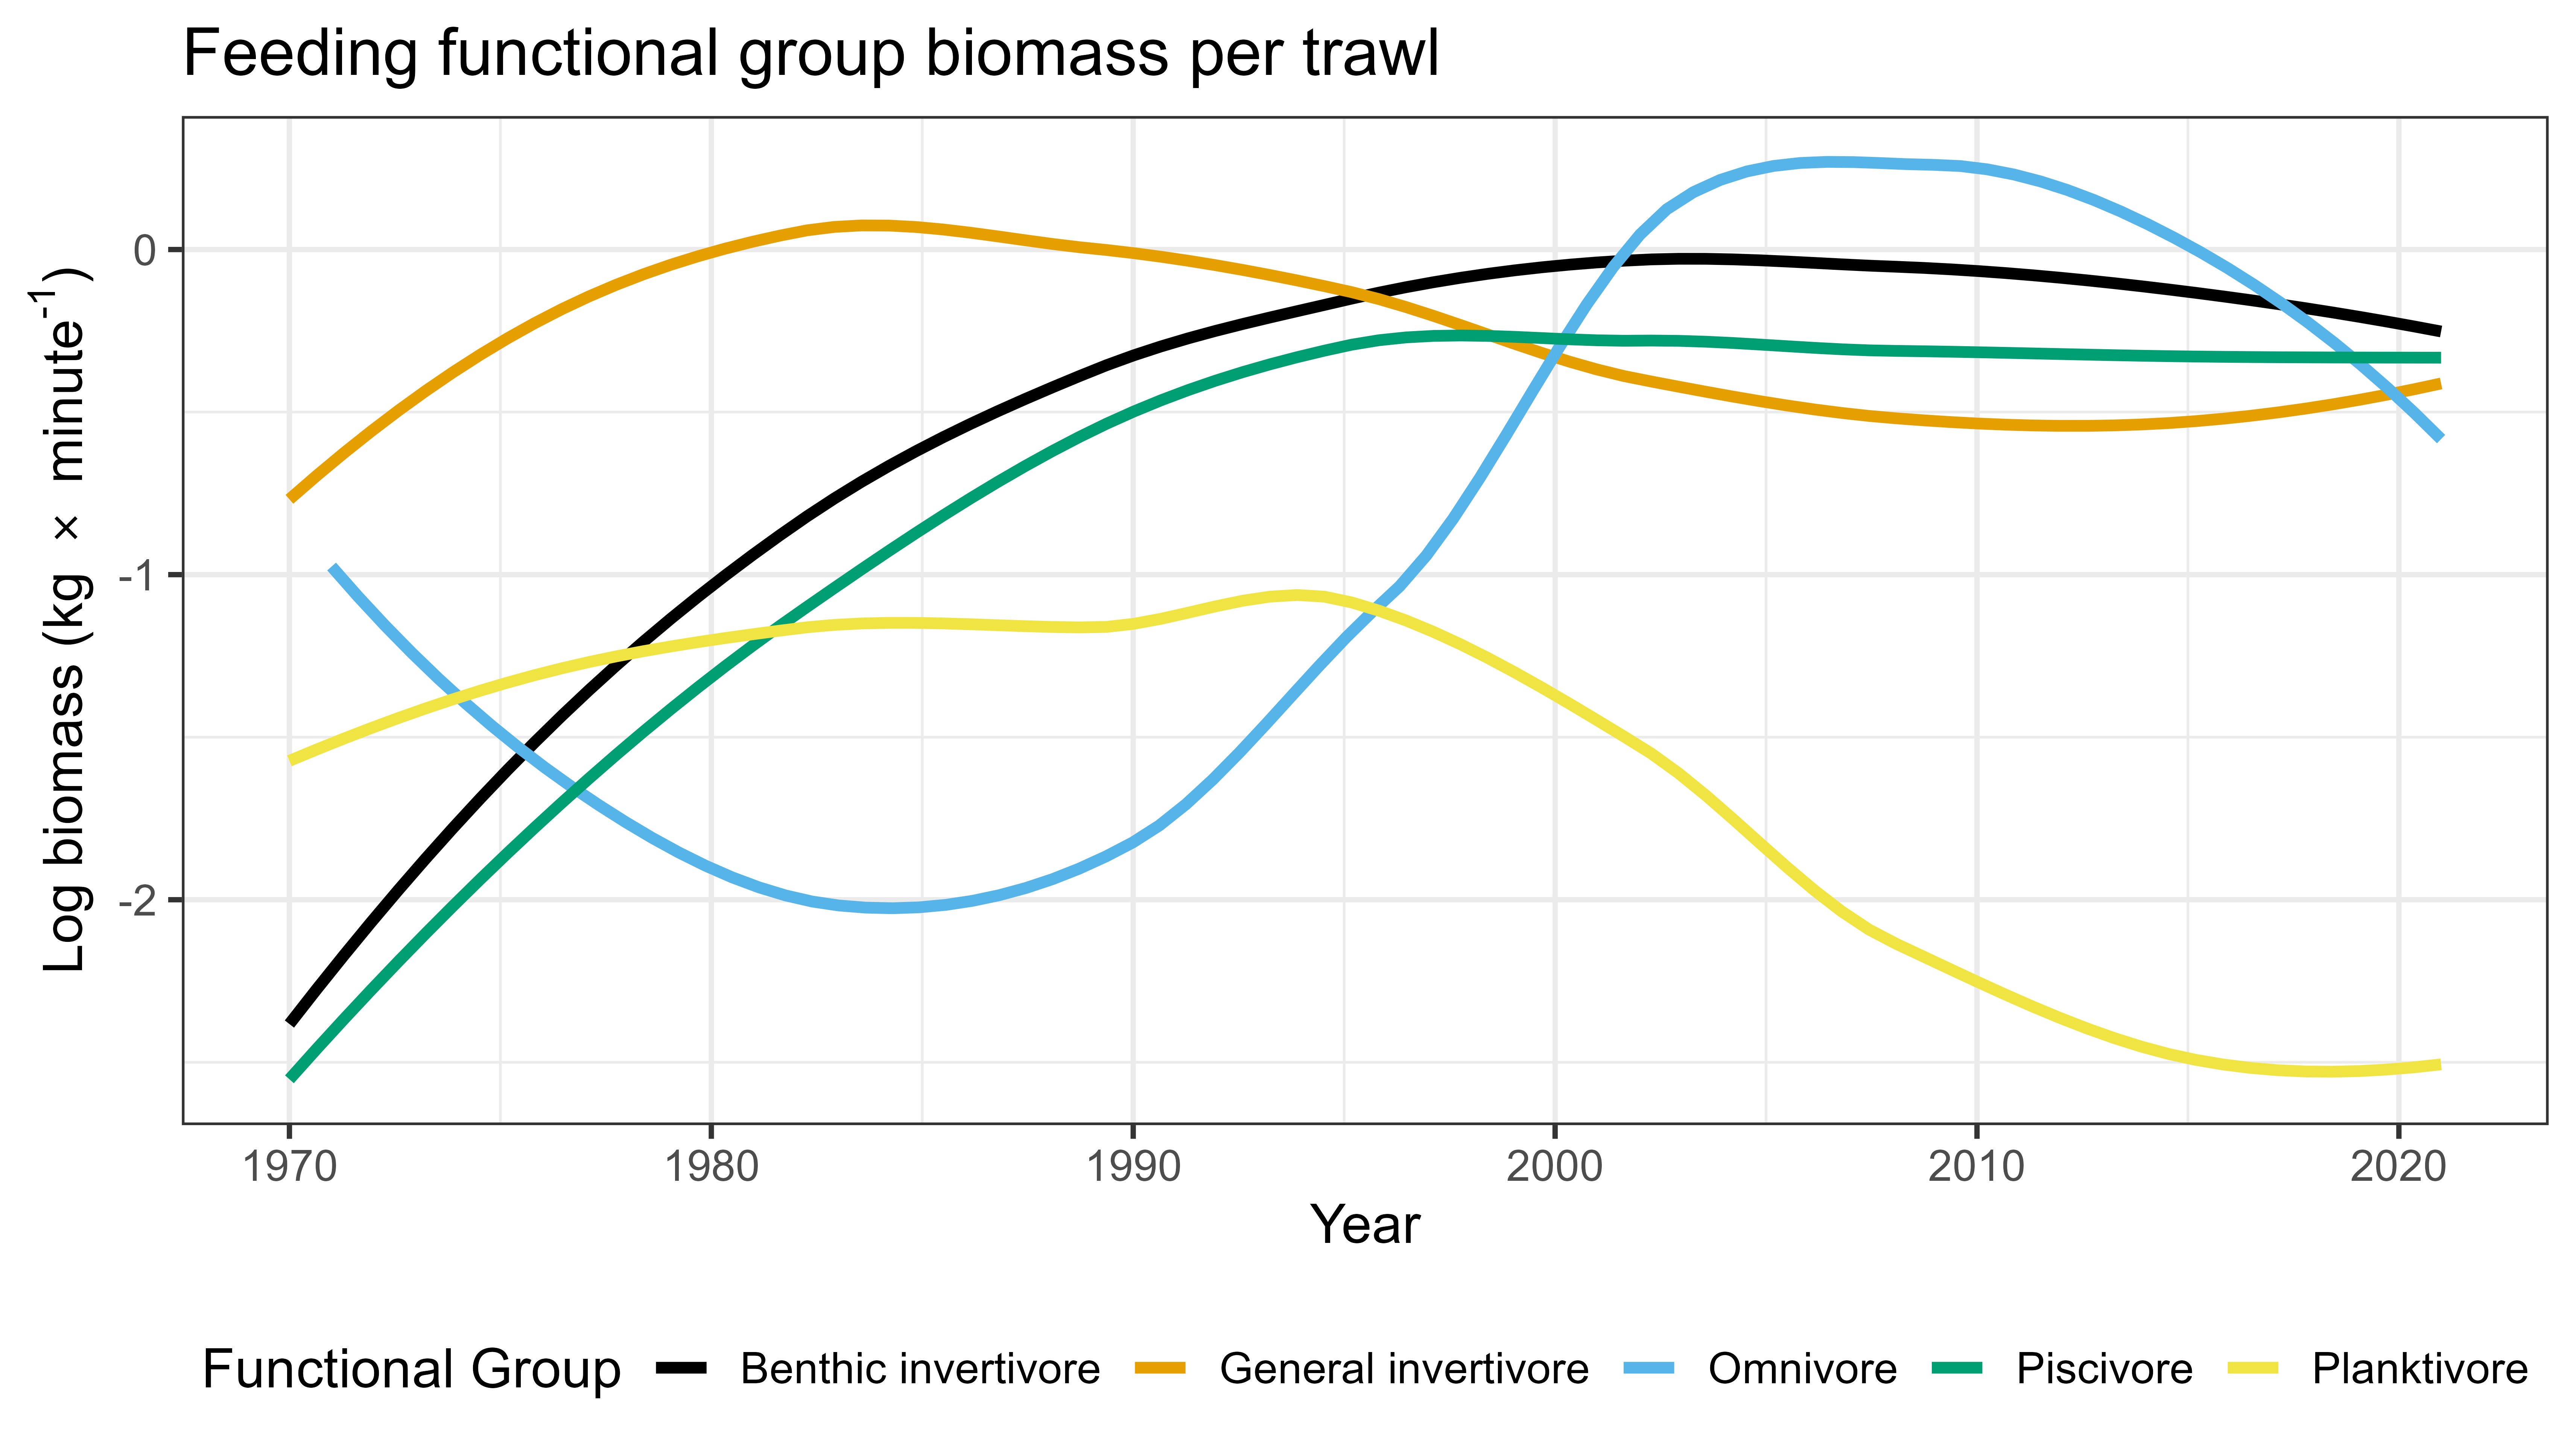 Feeding functional group biomass per trawl
Log biomass (kg × minute⁻¹)
0
-1
-2
1970 1980 1990 2000 2010 2020
Year
Functional Group Benthic invertivore General invertivore Omnivore Piscivore Planktivore